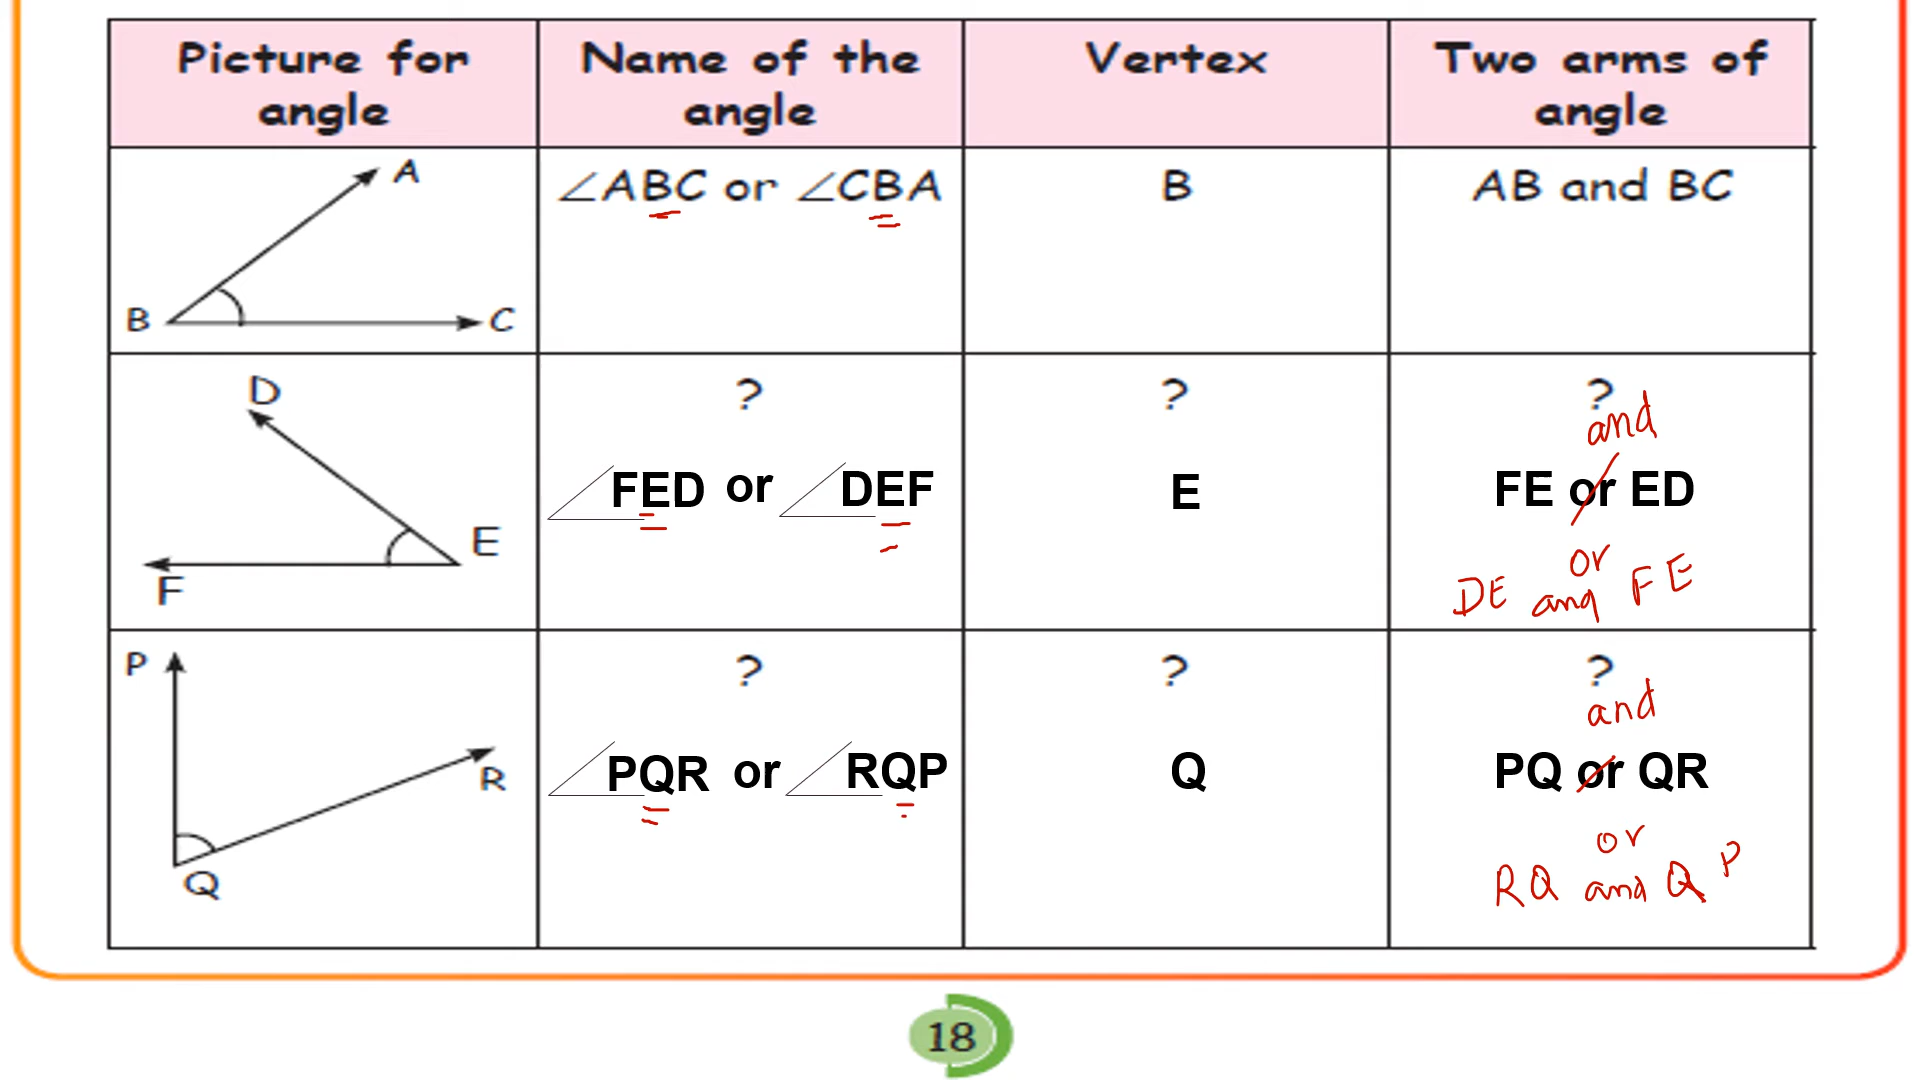 Picture for angle
Name of the angle
Vertex
Two arms of angle
A
B
C
∠ABC or ∠CBA
B
AB and BC
D
E
F
?
∠FED or ∠DEF
?
E
?
and
FE or ED
or
DE and FE
P
Q
R
?
∠PQR or ∠RQP
?
Q
?
and
PQ or QR
or
RQ and QP
18